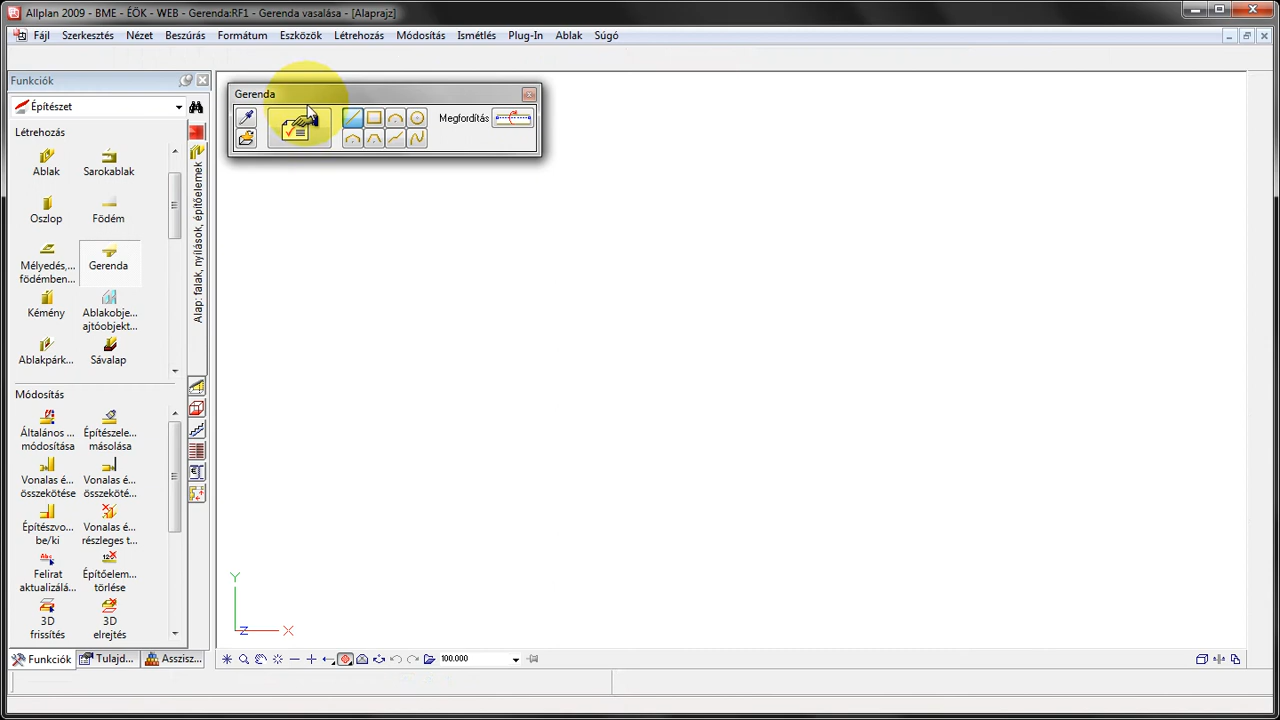 Allplan 2009 - BME - ÉÖK - WEB - Gerenda:RF1 - Gerenda vasalása - [Alaprajz]
Fájl Szerkesztés Nézet Beszúrás Formátum Eszközök Létrehozás Módosítás Ismétlés Plug-In Ablak Súgó
Funkciók
Gerenda
Építészet
Megfordítás
Létrehozás
Ablak Sarokablak
Oszlop Födém
Mélyedés,... Gerenda
födémben...
Kémény Ablakobje...
ajtóobjekt...
Ablakpárk... Sávalap
Alap: falak, nyílások, építőelemek
Módosítás
Általános ... Építészele...
módosítása másolása
Vonalas é... Vonalas é...
összekötése összeköté...
Építészvo... Vonalas é...
be/ki részleges t...
Felirat Építőelem...
aktualizálá... törlése
3D 3D
frissítés elrejtés
Y
Z X
Funkciók Tulajd... Asszisz...
100.000